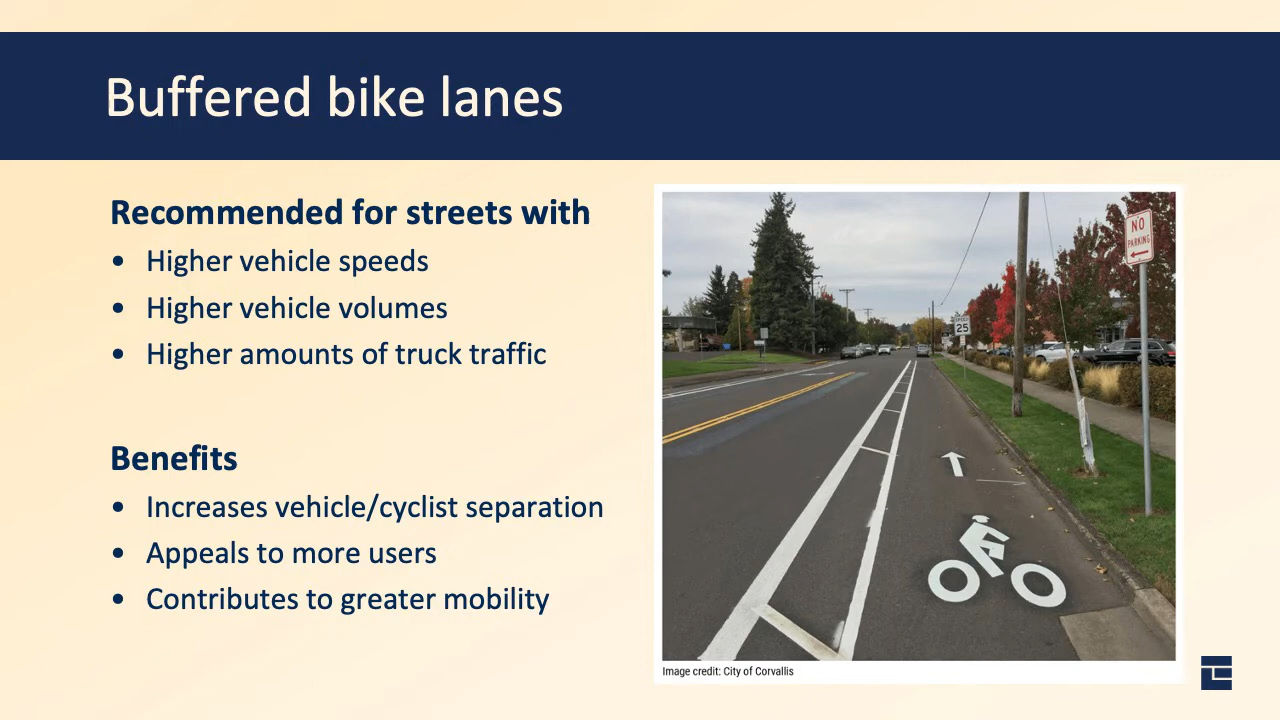 Buffered bike lanes
Recommended for streets with
• Higher vehicle speeds
• Higher vehicle volumes
• Higher amounts of truck traffic
Benefits
• Increases vehicle/cyclist separation
• Appeals to more users
• Contributes to greater mobility
NO
PARKING
SPEED
25
Image credit: City of Corvallis